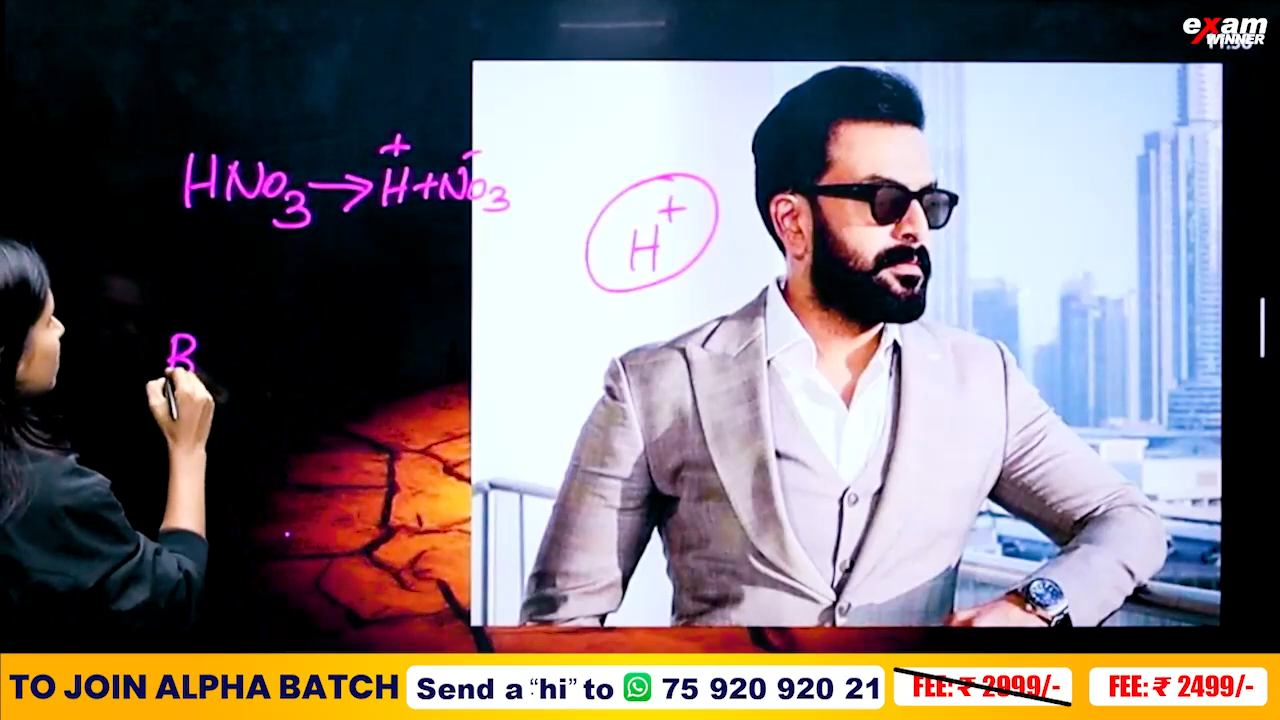 exam
WINNER
HNO3 → H+ + NO3-
H+
B
TO JOIN ALPHA BATCH
Send a “hi” to 75 920 920 21
FEE: ₹ 2999/-
FEE: ₹ 2499/-